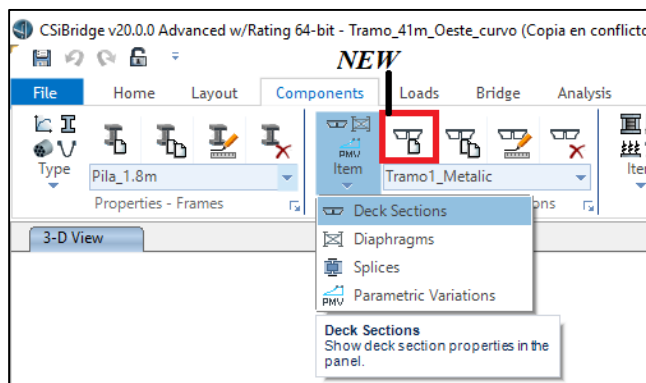 CSiBridge v20.0.0 Advanced w/Rating 64-bit - Tramo_41m_Oeste_curvo (Copia en conflicto
NEW
File Home Layout Components Loads Bridge Analysis
Type
Pila_1.8m
Properties - Frames
PMV
Item
Tramo1_Metalic
ons
Ite
3-D View
Deck Sections
Diaphragms
Splices
PMV Parametric Variations
Deck Sections
Show deck section properties in the
panel.